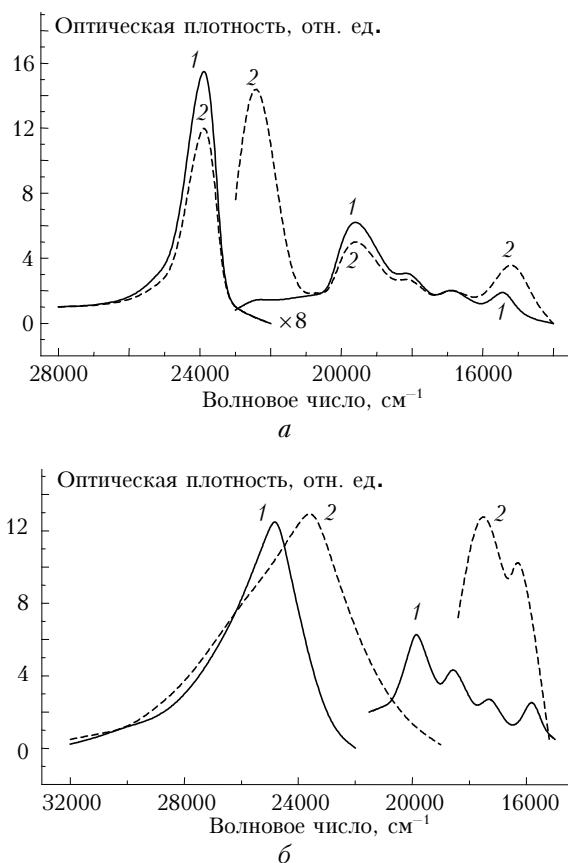 Оптическая плотность, отн. ед.
16
12
8
4
0
1
2
2
1
2
2
1
×8
28000 24000 20000 16000
Волновое число, см⁻¹
а
Оптическая плотность, отн. ед.
12
8
4
0
1 2
2
1
32000 28000 24000 20000 16000
Волновое число, см⁻¹
б